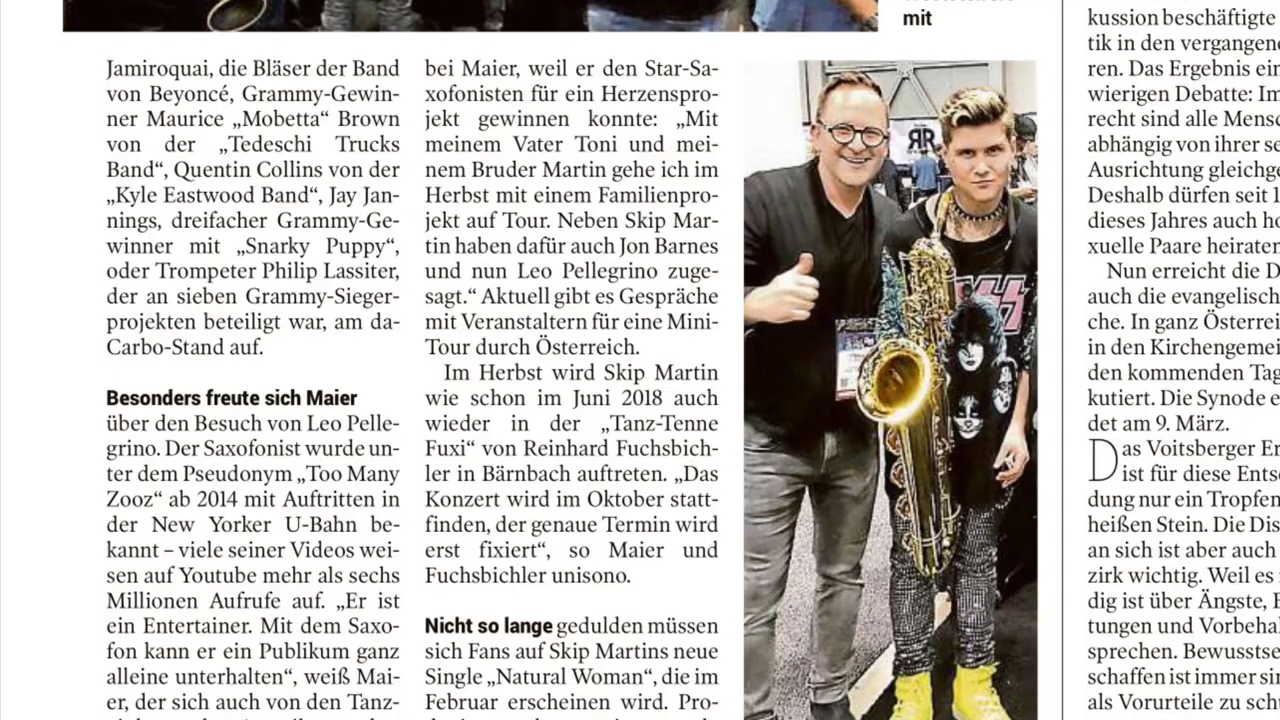 mit
Jamiroquai, die Bläser der Band
von Beyoncé, Grammy-Gewin-
ner Maurice „Mobetta“ Brown
von der „Tedeschi Trucks
Band“, Quentin Collins von der
„Kyle Eastwood Band“, Jay Jan-
nings, dreifacher Grammy-Ge-
winner mit „Snarky Puppy“,
oder Trompeter Philip Lassiter,
der an sieben Grammy-Sieger-
projekten beteiligt war, am da-
Carbo-Stand auf.
Besonders freute sich Maier
über den Besuch von Leo Pelle-
grino. Der Saxofonist wurde un-
ter dem Pseudonym „Too Many
Zooz“ ab 2014 mit Auftritten in
der New Yorker U-Bahn be-
kannt – viele seiner Videos wei-
sen auf Youtube mehr als sechs
Millionen Aufrufe auf. „Er ist
ein Entertainer. Mit dem Saxo-
fon kann er ein Publikum ganz
alleine unterhalten“, weiß Mai-
er, der sich auch von den Tanz-
bei Maier, weil er den Star-Sa-
xofonisten für ein Herzenspro-
jekt gewinnen konnte: „Mit
meinem Vater Toni und mei-
nem Bruder Martin gehe ich im
Herbst mit einem Familienpro-
jekt auf Tour. Neben Skip Mar-
tin haben dafür auch Jon Barnes
und nun Leo Pellegrino zuge-
sagt.“ Aktuell gibt es Gespräche
mit Veranstaltern für eine Mini-
Tour durch Österreich.
Im Herbst wird Skip Martin
wie schon im Juni 2018 auch
wieder in der „Tanz-Tenne
Fuxi“ von Reinhard Fuchsbich-
ler in Bärnbach auftreten. „Das
Konzert wird im Oktober statt-
finden, der genaue Termin wird
erst fixiert“, so Maier und
Fuchsbichler unisono.
Nicht so lange gedulden müssen
sich Fans auf Skip Martins neue
Single „Natural Woman“, die im
Februar erscheinen wird. Pro-
RR
kussion beschäftigte
tik in den vergangen
ren. Das Ergebnis ein
wierigen Debatte: Im
recht sind alle Mensc
abhängig von ihrer se
Ausrichtung gleichge
Deshalb dürfen seit 1
dieses Jahres auch ho
xuelle Paare heiraten
Nun erreicht die D
auch die evangelisch
che. In ganz Österrei
in den Kirchengemei
den kommenden Tag
kutiert. Die Synode e
det am 9. März.
Das Voitsberger Er
ist für diese Ents
dung nur ein Tropfen
heißen Stein. Die Dis
an sich ist aber auch
zirk wichtig. Weil es
dig ist über Ängste, E
tungen und Vorbehal
sprechen. Bewusstse
schaffen ist immer sin
als Vorurteile zu sch